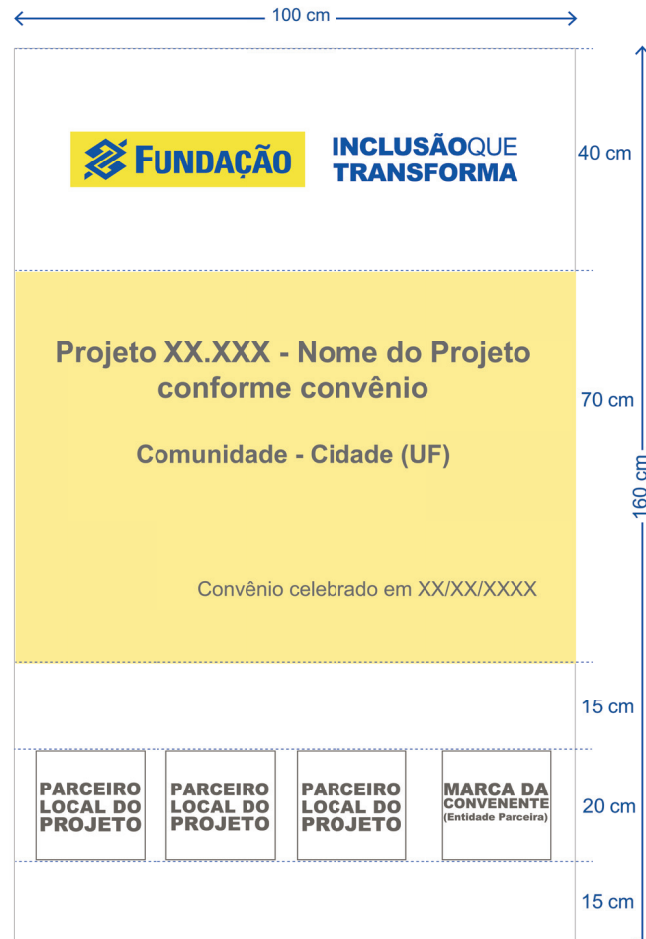 100 cm
FUNDAÇÃO
INCLUSÃOQUE
TRANSFORMA
40 cm
Projeto XX.XXX - Nome do Projeto
conforme convênio
Comunidade - Cidade (UF)
70 cm
160 cm
Convênio celebrado em XX/XX/XXXX
15 cm
PARCEIRO
LOCAL DO
PROJETO
PARCEIRO
LOCAL DO
PROJETO
PARCEIRO
LOCAL DO
PROJETO
MARCA DA
CONVENENTE
(Entidade Parceira)
20 cm
15 cm